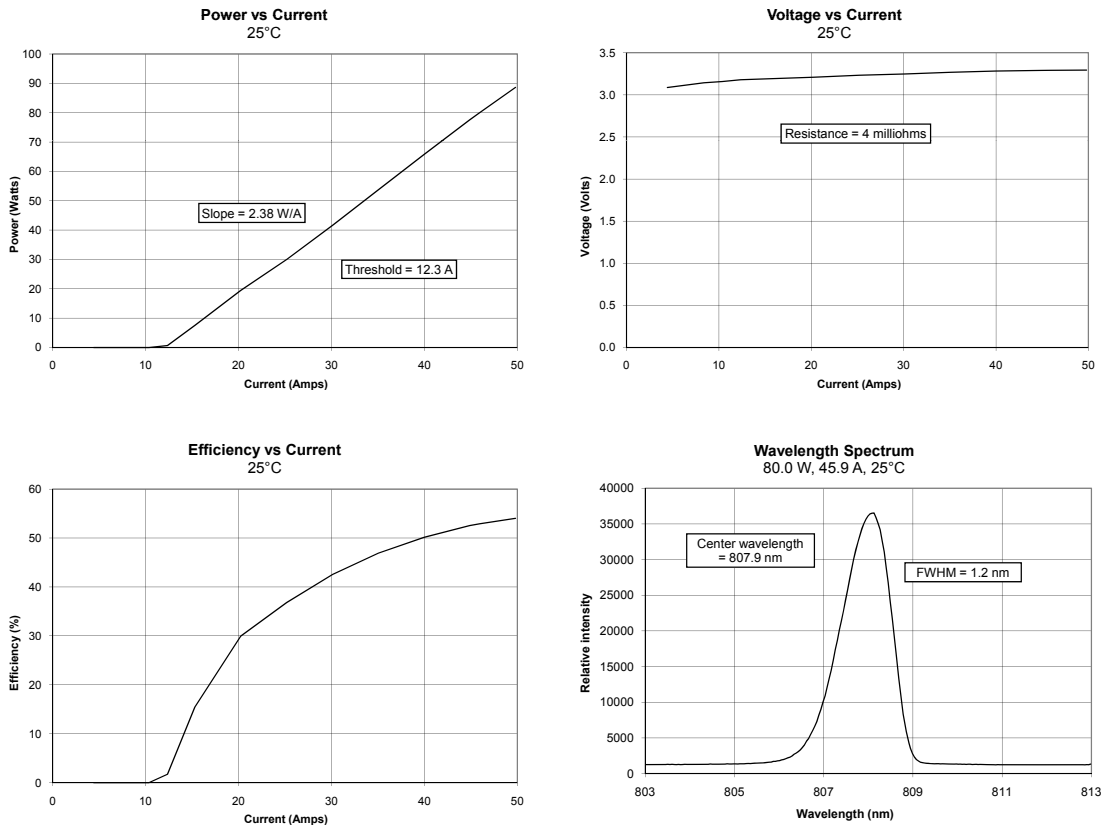 Power vs Current
25°C
100
90
80
70
60
50
40
30
20
10
0
Power (Watts)
Slope = 2.38 W/A
Threshold = 12.3 A
0 10 20 30 40 50
Current (Amps)
Voltage vs Current
25°C
3.5
3.0
2.5
2.0
1.5
1.0
0.5
0.0
Voltage (Volts)
Resistance = 4 milliohms
0 10 20 30 40 50
Current (Amps)
Efficiency vs Current
25°C
60
50
40
30
20
10
0
Efficiency (%)
0 10 20 30 40 50
Current (Amps)
Wavelength Spectrum
80.0 W, 45.9 A, 25°C
40000
35000
30000
25000
20000
15000
10000
5000
0
Relative intensity
Center wavelength
= 807.9 nm
FWHM = 1.2 nm
803 805 807 809 811 813
Wavelength (nm)